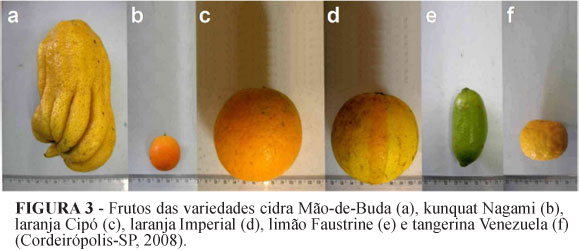 a b c d e f
FIGURA 3 - Frutos das variedades cidra Mão-de-Buda (a), kunquat Nagami (b),
laranja Cipó (c), laranja Imperial (d), limão Faustrine (e) e tangerina Venezuela (f)
(Cordeirópolis-SP, 2008).